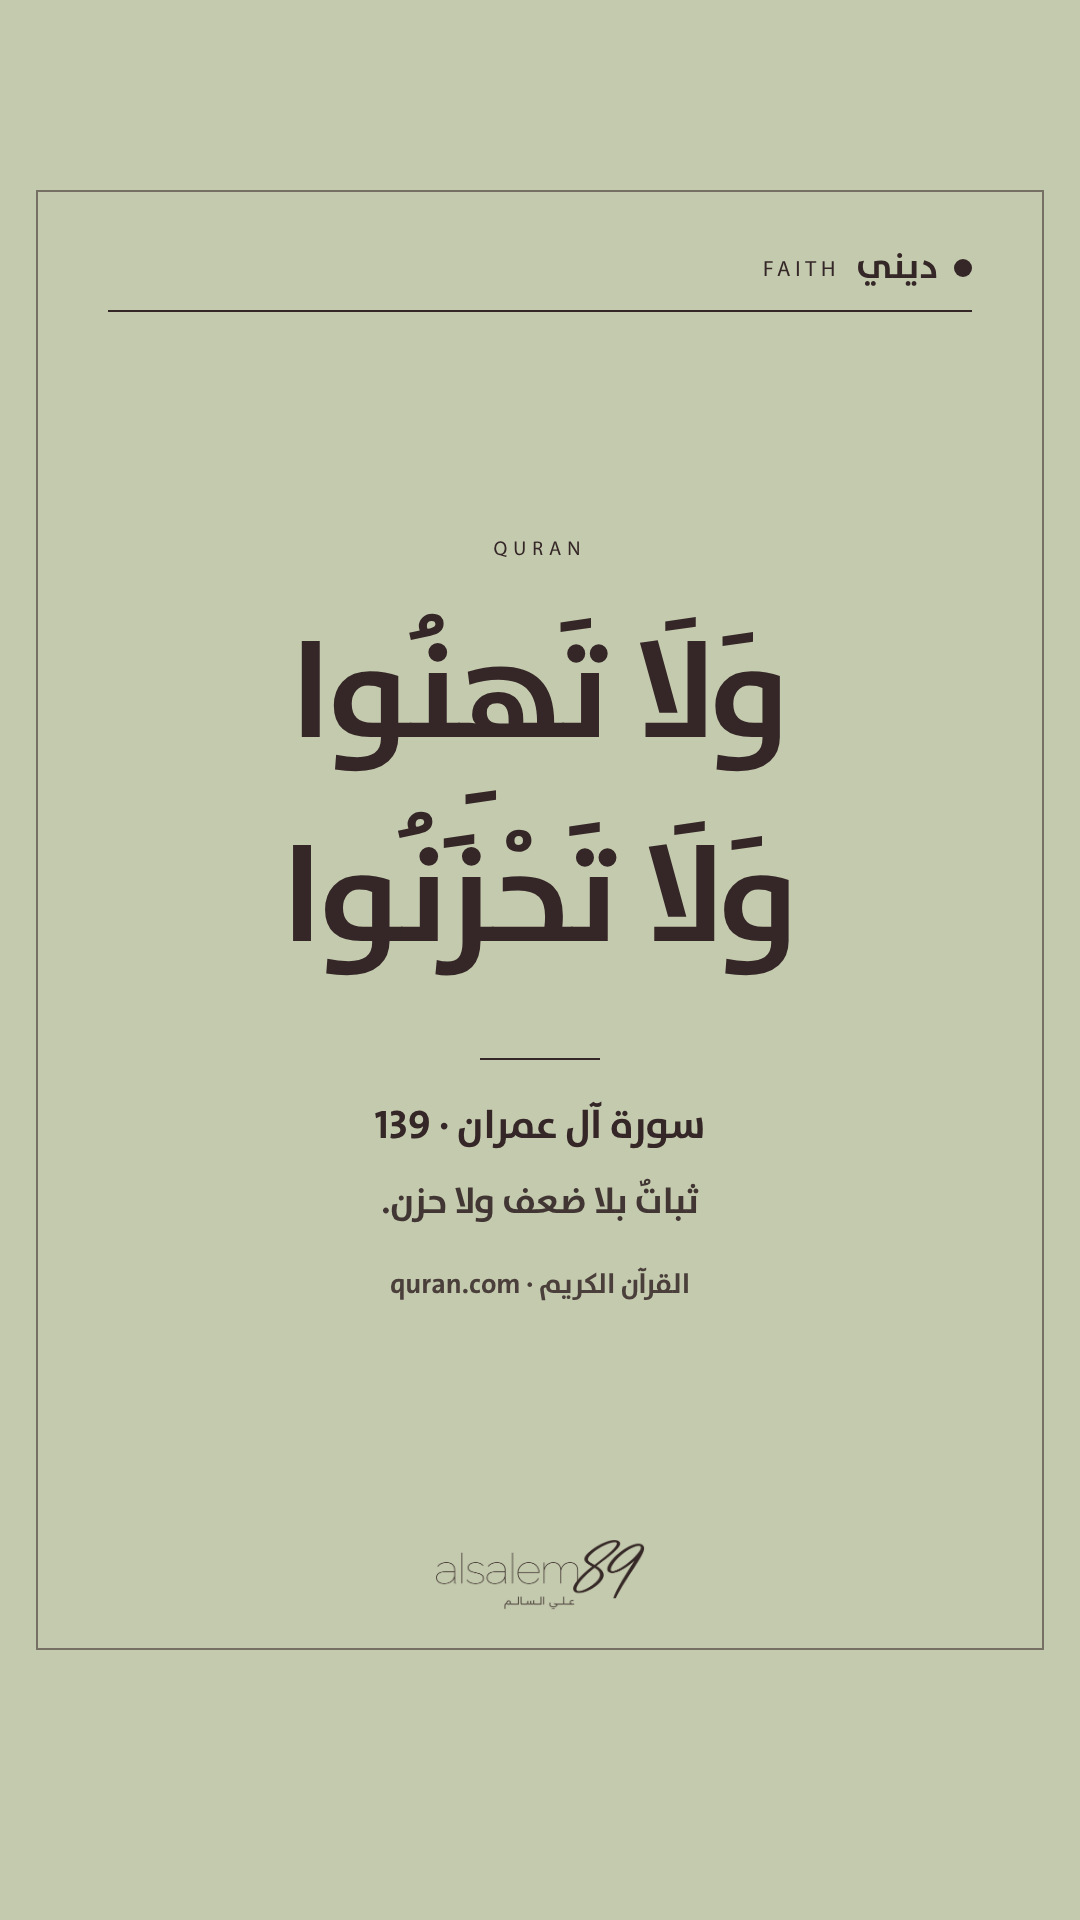 ديني FAITH
QURAN
وَلَا تَهِنُوا
وَلَا تَحْزَنُوا
سورة آل عمران · 139
ثباتٌ بلا ضعف ولا حزن.
القرآن الكريم · quran.com
alsalem89
علي السالم